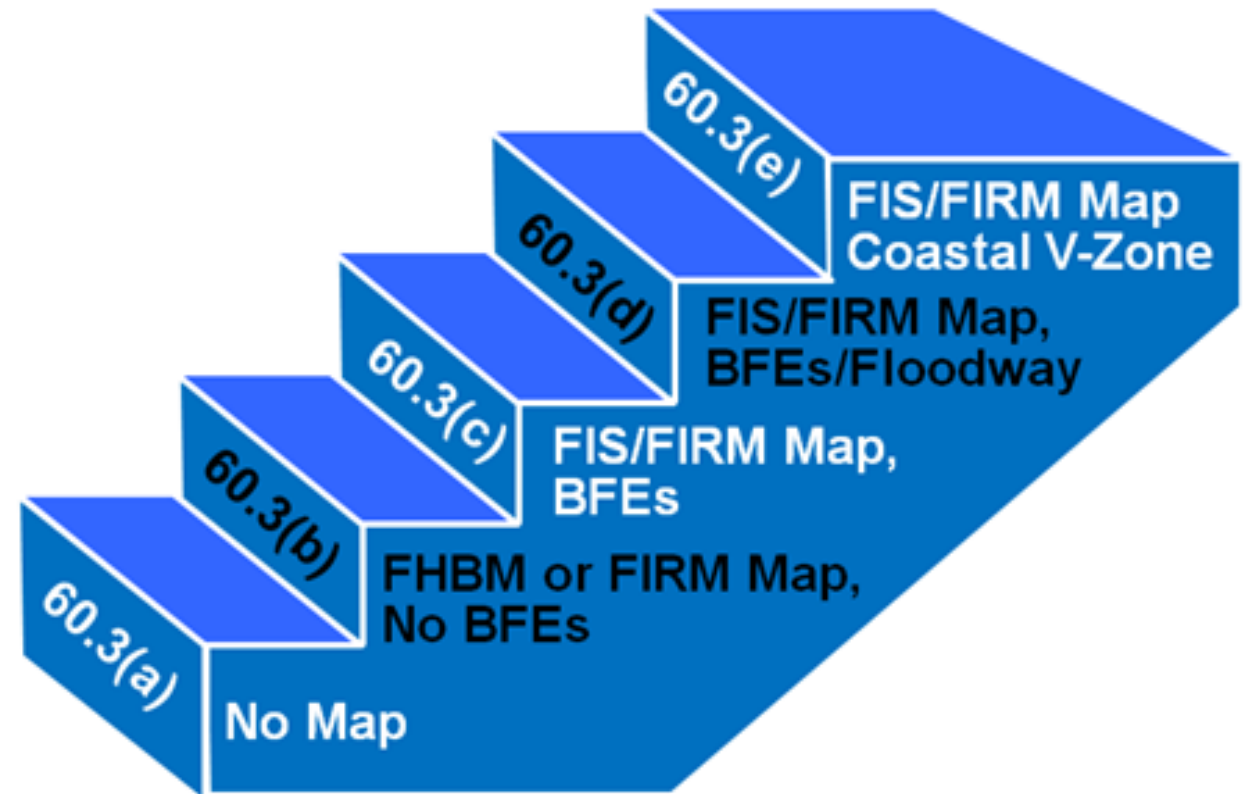 60.3(e)
FIS/FIRM Map
Coastal V-Zone
60.3(d)
FIS/FIRM Map,
BFEs/Floodway
60.3(c)
FIS/FIRM Map,
BFEs
60.3(b)
FHBM or FIRM Map,
No BFEs
60.3(a)
No Map